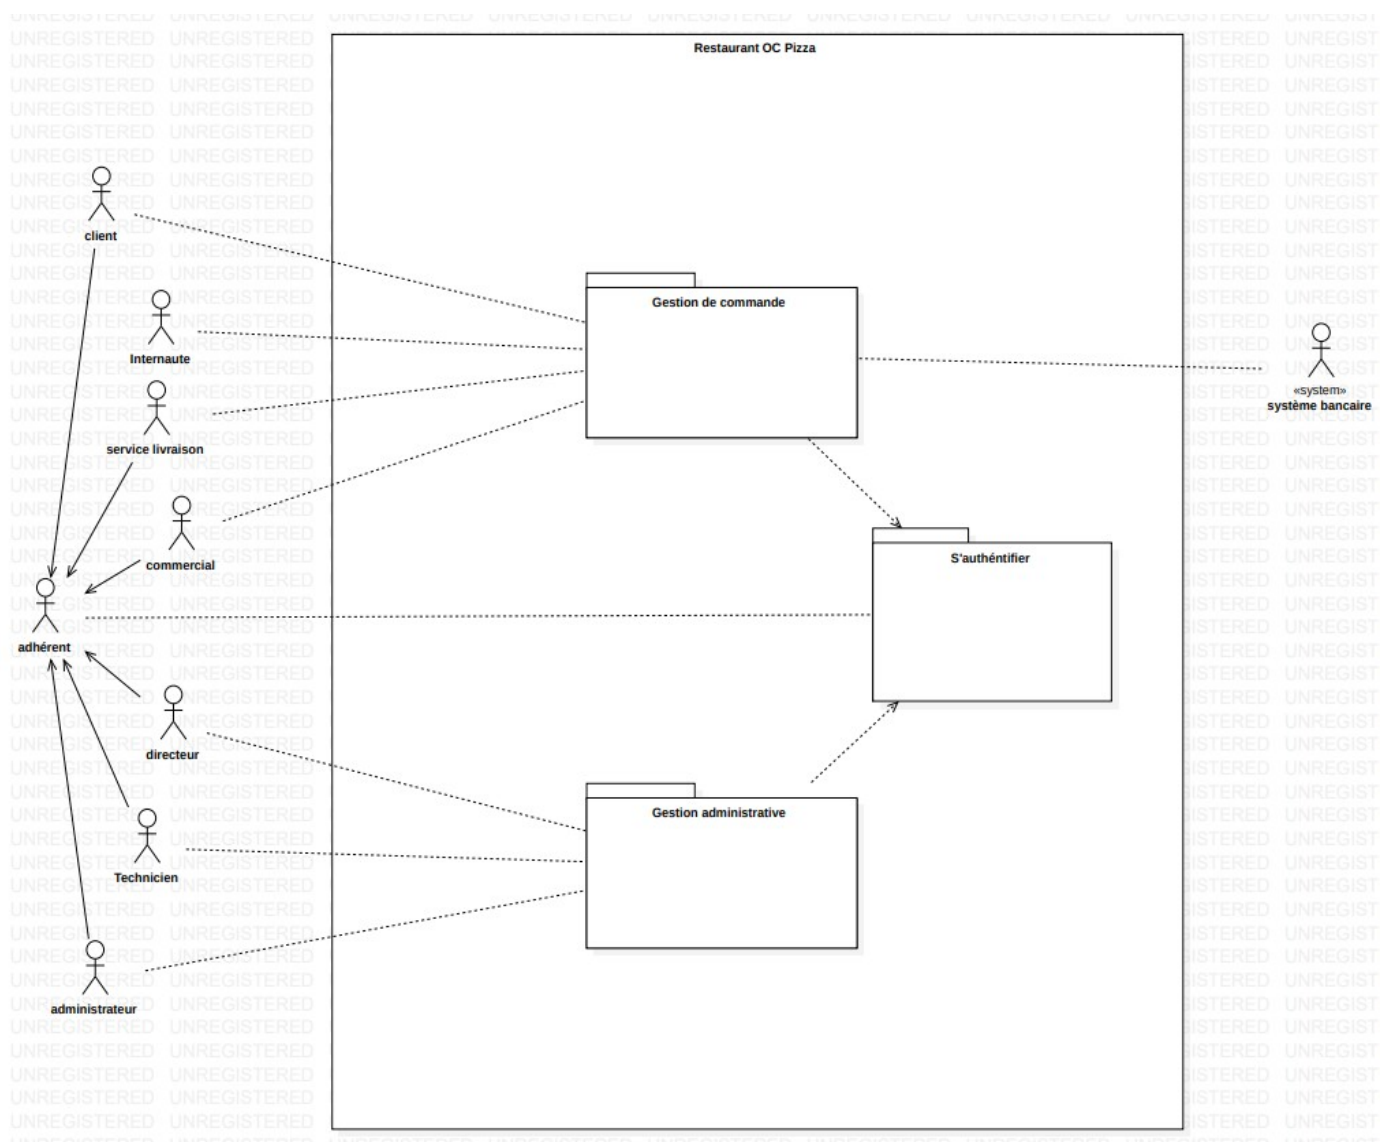 Restaurant OC Pizza
client
Internaute
service livraison
commercial
adhérent
directeur
Technicien
administrateur
Gestion de commande
S'authéntifier
Gestion administrative
«system»
système bancaire
UNREGISTERED